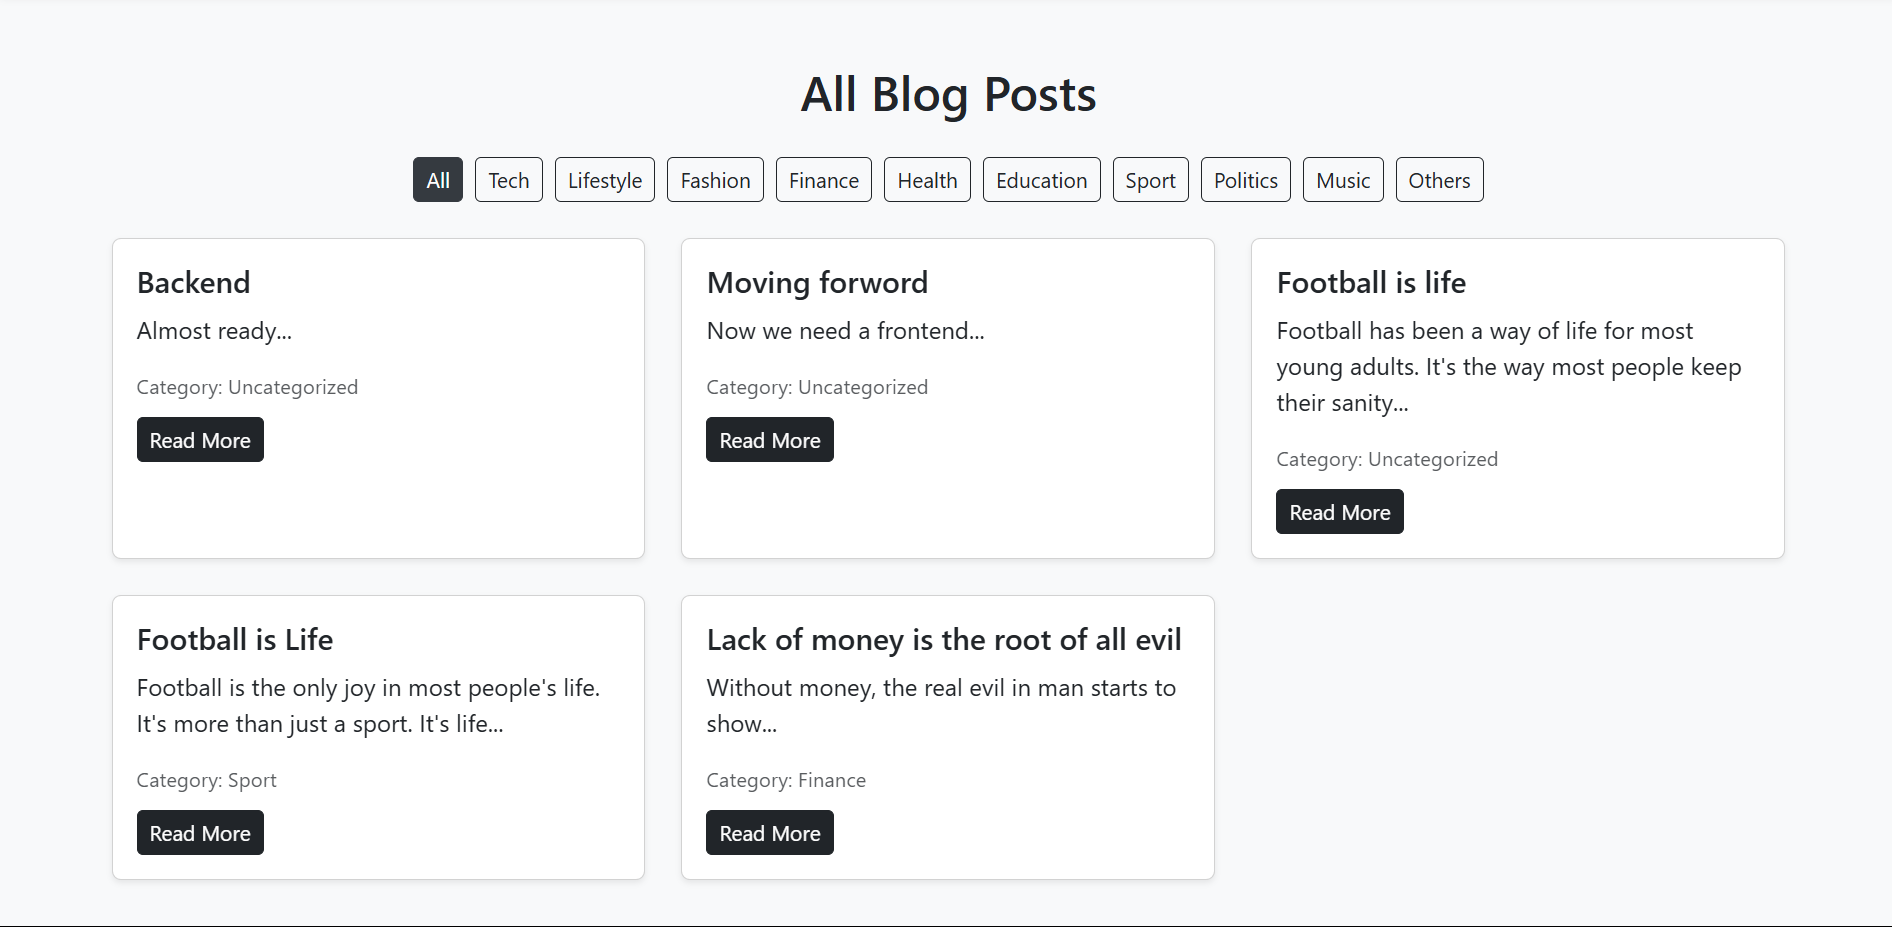 All Blog Posts
All
Tech
Lifestyle
Fashion
Finance
Health
Education
Sport
Politics
Music
Others
Backend
Almost ready...
Category: Uncategorized
Read More
Moving forword
Now we need a frontend...
Category: Uncategorized
Read More
Football is life
Football has been a way of life for most
young adults. It's the way most people keep
their sanity...
Category: Uncategorized
Read More
Football is Life
Football is the only joy in most people's life.
It's more than just a sport. It's life...
Category: Sport
Read More
Lack of money is the root of all evil
Without money, the real evil in man starts to
show...
Category: Finance
Read More